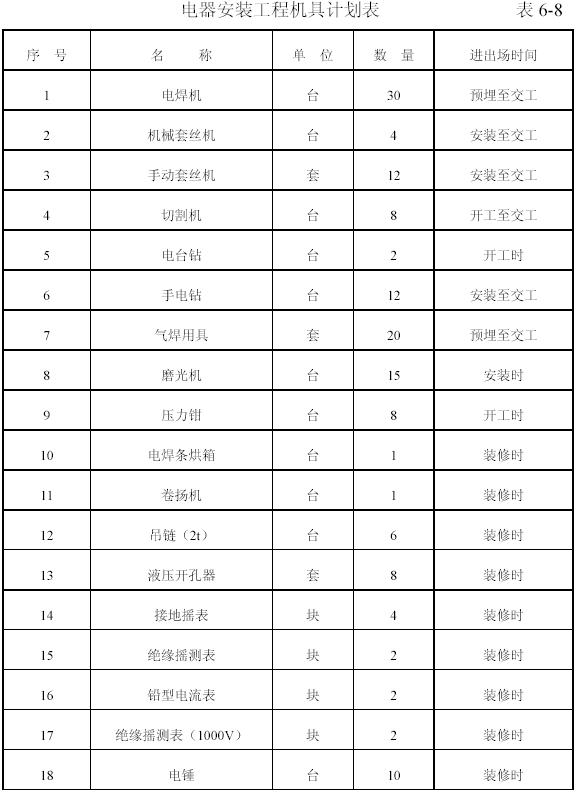 电器安装工程机具计划表 表 6-8
序 号 名 称 单 位 数 量 进出场时间
1 电焊机 台 30 预埋至交工
2 机械套丝机 台 4 安装至交工
3 手动套丝机 套 12 安装至交工
4 切割机 台 8 开工至交工
5 电台钻 台 2 开工时
6 手电钻 台 12 安装至交工
7 气焊用具 套 20 预埋至交工
8 磨光机 台 15 安装时
9 压力钳 台 8 开工时
10 电焊条烘箱 台 1 装修时
11 卷扬机 台 1 装修时
12 吊链（2t） 台 6 装修时
13 液压开孔器 套 8 装修时
14 接地摇表 块 4 装修时
15 绝缘摇测表 块 2 装修时
16 铅型电流表 块 2 装修时
17 绝缘摇测表（1000V） 块 2 装修时
18 电锤 台 10 装修时